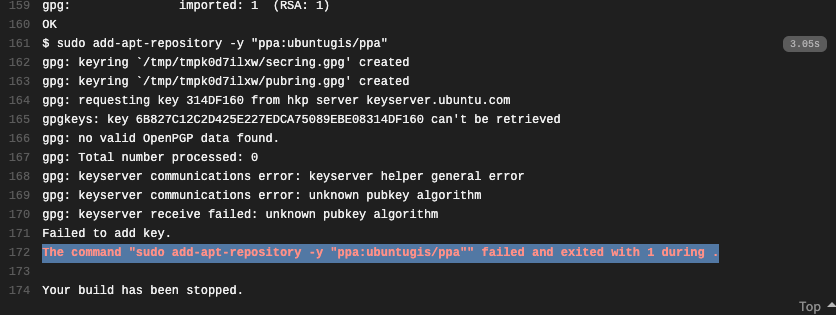 159 gpg: imported: 1 (RSA: 1)
160 OK
161 $ sudo add-apt-repository -y "ppa:ubuntugis/ppa" 3.05s
162 gpg: keyring `/tmp/tmpk0d7ilxw/secring.gpg' created
163 gpg: keyring `/tmp/tmpk0d7ilxw/pubring.gpg' created
164 gpg: requesting key 314DF160 from hkp server keyserver.ubuntu.com
165 gpgkeys: key 6B827C12C2D425E227EDCA75089EBE08314DF160 can't be retrieved
166 gpg: no valid OpenPGP data found.
167 gpg: Total number processed: 0
168 gpg: keyserver communications error: keyserver helper general error
169 gpg: keyserver communications error: unknown pubkey algorithm
170 gpg: keyserver receive failed: unknown pubkey algorithm
171 Failed to add key.
172 The command "sudo add-apt-repository -y "ppa:ubuntugis/ppa"" failed and exited with 1 during .
173
174 Your build has been stopped.
Top